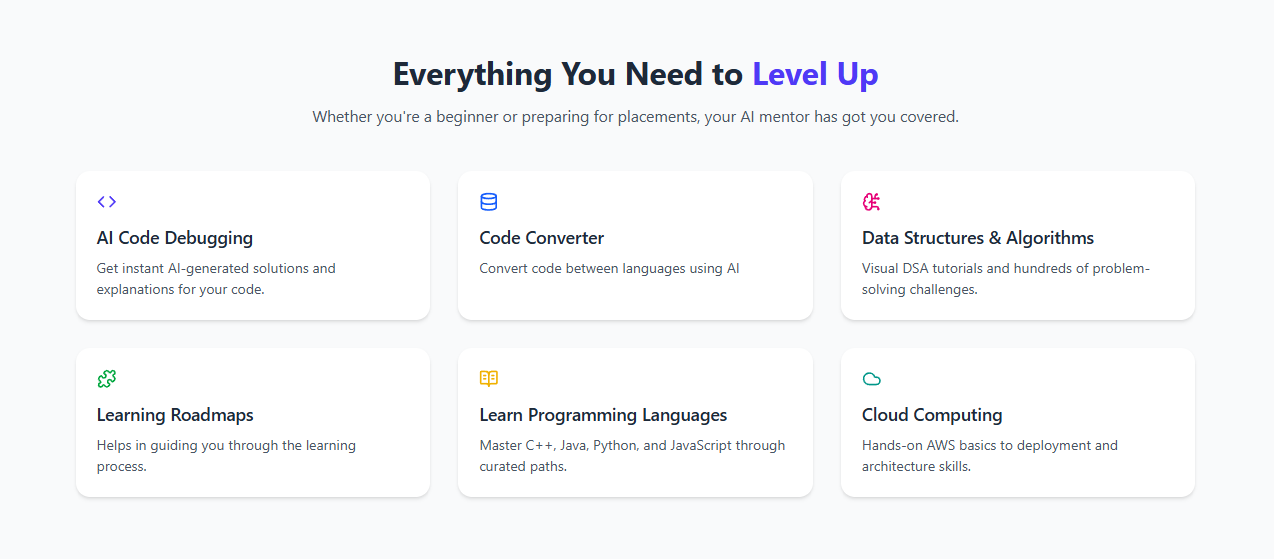 Everything You Need to Level Up
Whether you're a beginner or preparing for placements, your AI mentor has got you covered.
AI Code Debugging
Get instant AI-generated solutions and
explanations for your code.
Code Converter
Convert code between languages using AI
Data Structures & Algorithms
Visual DSA tutorials and hundreds of problem-
solving challenges.
Learning Roadmaps
Helps in guiding you through the learning
process.
Learn Programming Languages
Master C++, Java, Python, and JavaScript through
curated paths.
Cloud Computing
Hands-on AWS basics to deployment and
architecture skills.